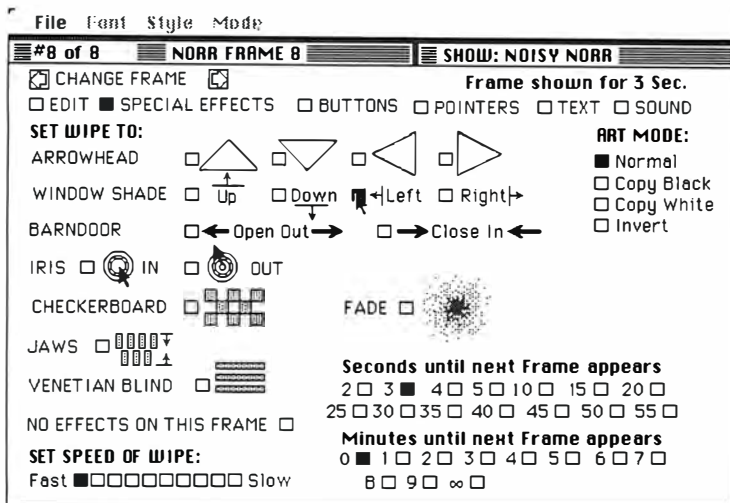 File Font Style Mode
#8 of 8 NORR FRAME 8 SHOW: NOISY NORR
CHANGE FRAME Frame shown for 3 Sec.
EDIT SPECIAL EFFECTS BUTTONS POINTERS TEXT SOUND
SET WIPE TO: ART MODE:
ARROWHEAD Normal
WINDOW SHADE Up Down Left Right Copy Black
Copy White
BARNDOOR Open Out Close In Invert
IRIS IN OUT
CHECKERBOARD FADE
JAWS
Seconds until next Frame appears
VENETIAN BLIND 2 3 4 5 10 15 20
25 30 35 40 45 50 55
NO EFFECTS ON THIS FRAME
Minutes until next Frame appears
SET SPEED OF WIPE: 0 1 2 3 4 5 6 7
Fast Slow 8 9 ∞